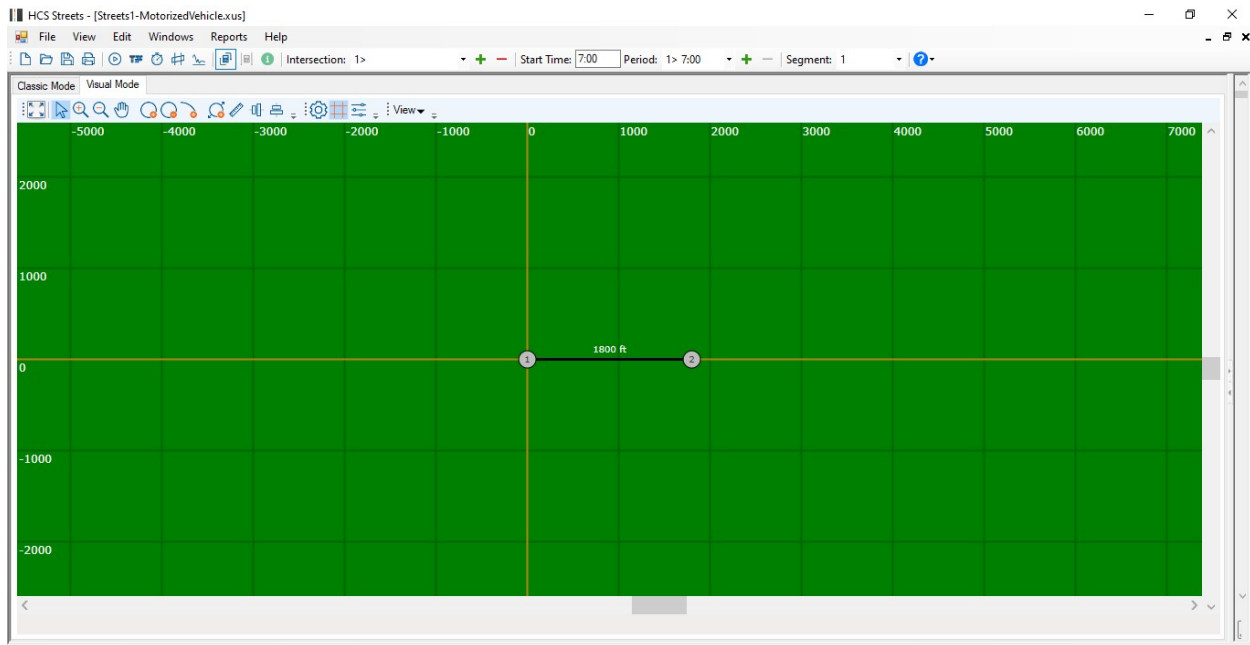 HCS Streets - [Streets1-MotorizedVehicle.xus]
File View Edit Windows Reports Help
Intersection: 1> Start Time: 7:00 Period: 1> 7:00 Segment: 1
Classic Mode Visual Mode
View
-5000 -4000 -3000 -2000 -1000 0 1000 2000 3000 4000 5000 6000 7000
2000
1000
1800 ft
1 2
0
-1000
-2000